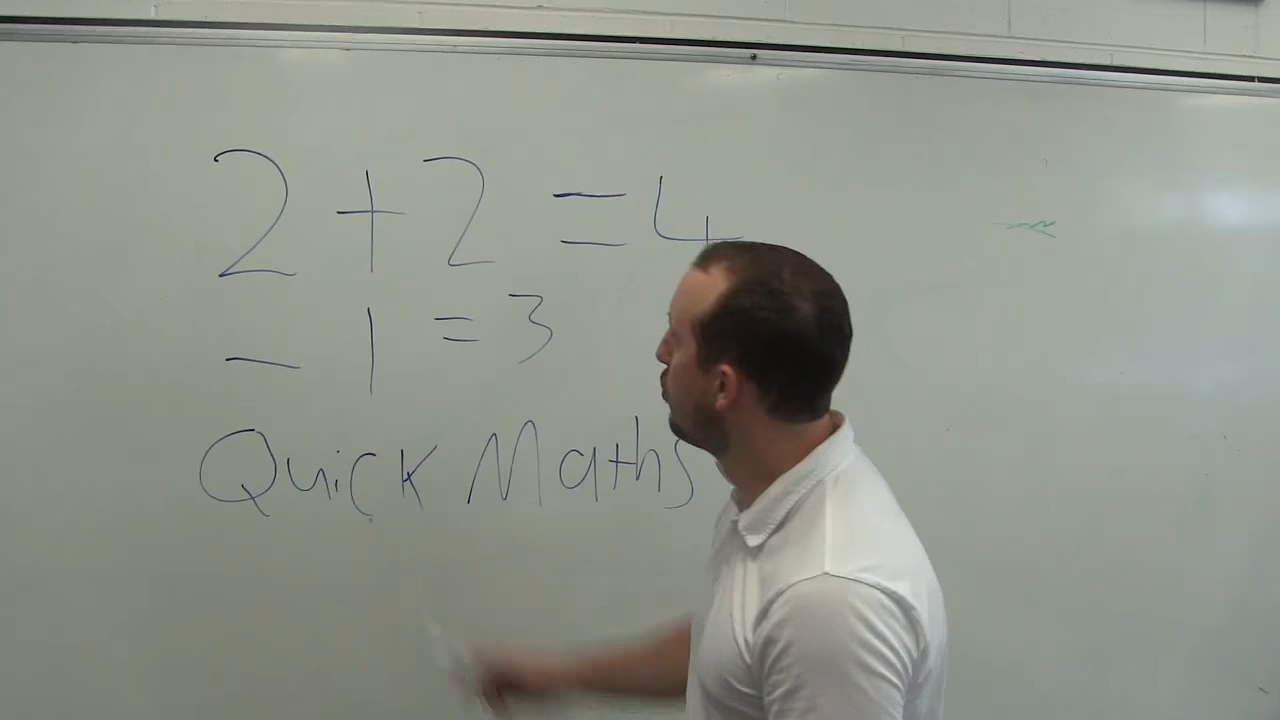 2 + 2 = 4
- 1 = 3
Quick Maths